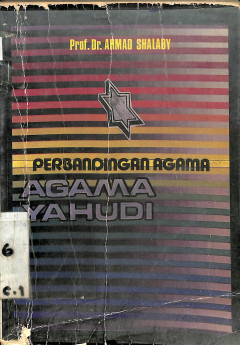 Prof. Dr. AHMAD SHALABY
PERBANDINGAN AGAMA
AGAMA
YAHUDI
6
C.1